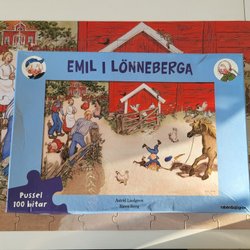 EMIL I LÖNNEBERGA
Pussel
100 bitar
Astrid Lindgren
Björn Berg